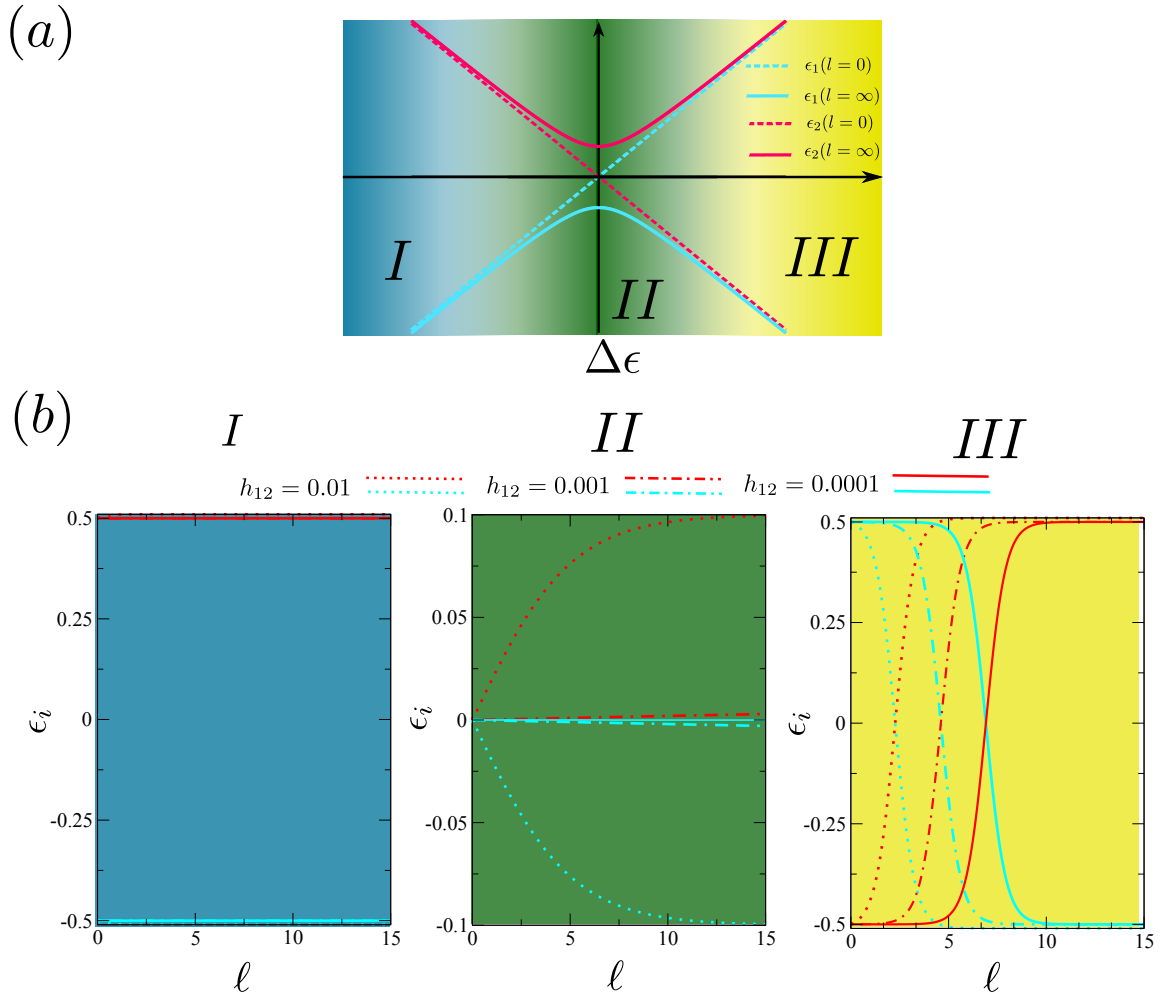 (a)
ϵ₁(l = 0)
ϵ₁(l = ∞)
ϵ₂(l = 0)
ϵ₂(l = ∞)
I
II
III
Δϵ
(b)
I
II
III
h₁₂ = 0.01
h₁₂ = 0.001
h₁₂ = 0.0001
0.5
0.25
0
-0.25
-0.5
ϵᵢ
0 5 10 15
ℓ
0.1
0.05
0
-0.05
-0.1
ϵᵢ
0 5 10 15
ℓ
0.5
0.25
0
-0.25
-0.5
ϵᵢ
0 5 10 15
ℓ